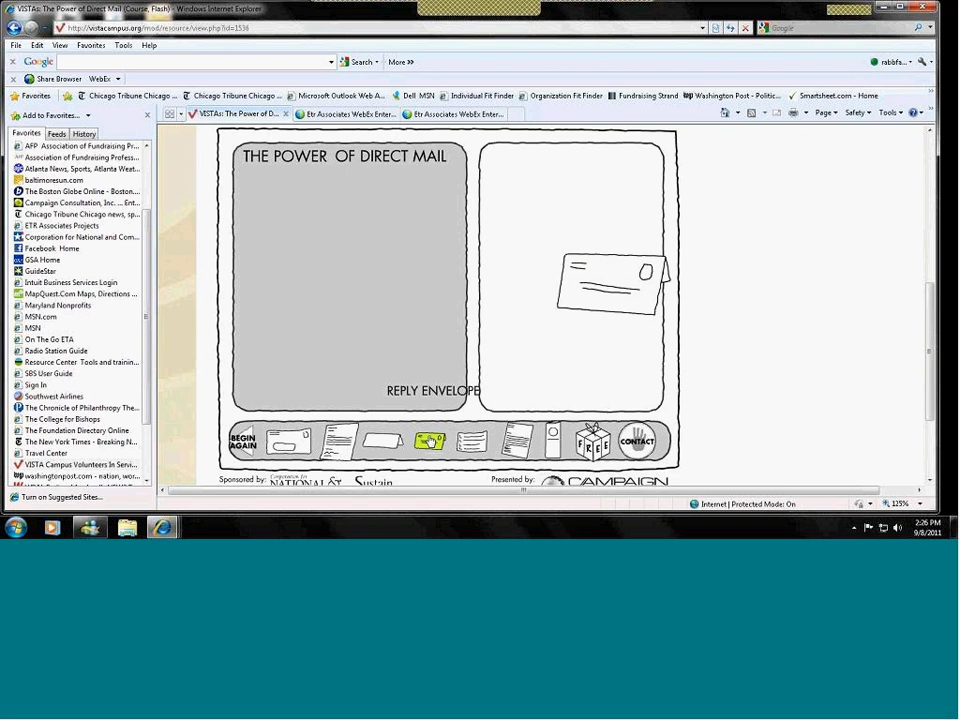 VISTAs: The Power of Direct Mail (Course, Flash) - Windows Internet Explorer
http://vistacampus.org/mod/resource/view.php?id=1536
Google
File Edit View Favorites Tools Help
x Google Search More >> rabbfa...
x Share Browser WebEx
Favorites Chicago Tribune Chicago ... Chicago Tribune Chicago ... Microsoft Outlook Web A... Dell MSN Individual Fit Finder Organization Fit Finder Fundraising Strand Washington Post - Politic... Smartsheet.com - Home
Add to Favorites... VISTAs: The Power of D... Etr Associates WebEx Enter... Etr Associates WebEx Enter... Page Safety Tools
Favorites Feeds History
AFP Association of Fundraising Pr...
Association of Fundraising Profess...
Atlanta News, Sports, Atlanta Weat...
baltimoresun.com
The Boston Globe Online - Boston....
Campaign Consultation, Inc. ... Ent...
Chicago Tribune Chicago news, sp...
ETR Associates Projects
Corporation for National and Com...
Facebook Home
GSA Home
GuideStar
Intuit Business Services Login
MapQuest.Com Maps, Directions ...
Maryland Nonprofits
MSN.com
MSN
On The Go ETA
Radio Station Guide
Resource Center Tools and trainin...
SBS User Guide
Sign In
Southwest Airlines
The Chronicle of Philanthropy The...
The College for Bishops
The Foundation Directory Online
The New York Times - Breaking N...
Travel Center
VISTA Campus Volunteers In Servi...
washingtonpost.com - nation, wor...
Turn on Suggested Sites...
THE POWER OF DIRECT MAIL
REPLY ENVELOPE
BEGIN
AGAIN
FREE
CONTACT
Sponsored by: Corporation for
NATIONAL & Sustain
Presented by: CAMPAIGN
Internet | Protected Mode: On
125%
2:26 PM
9/8/2011